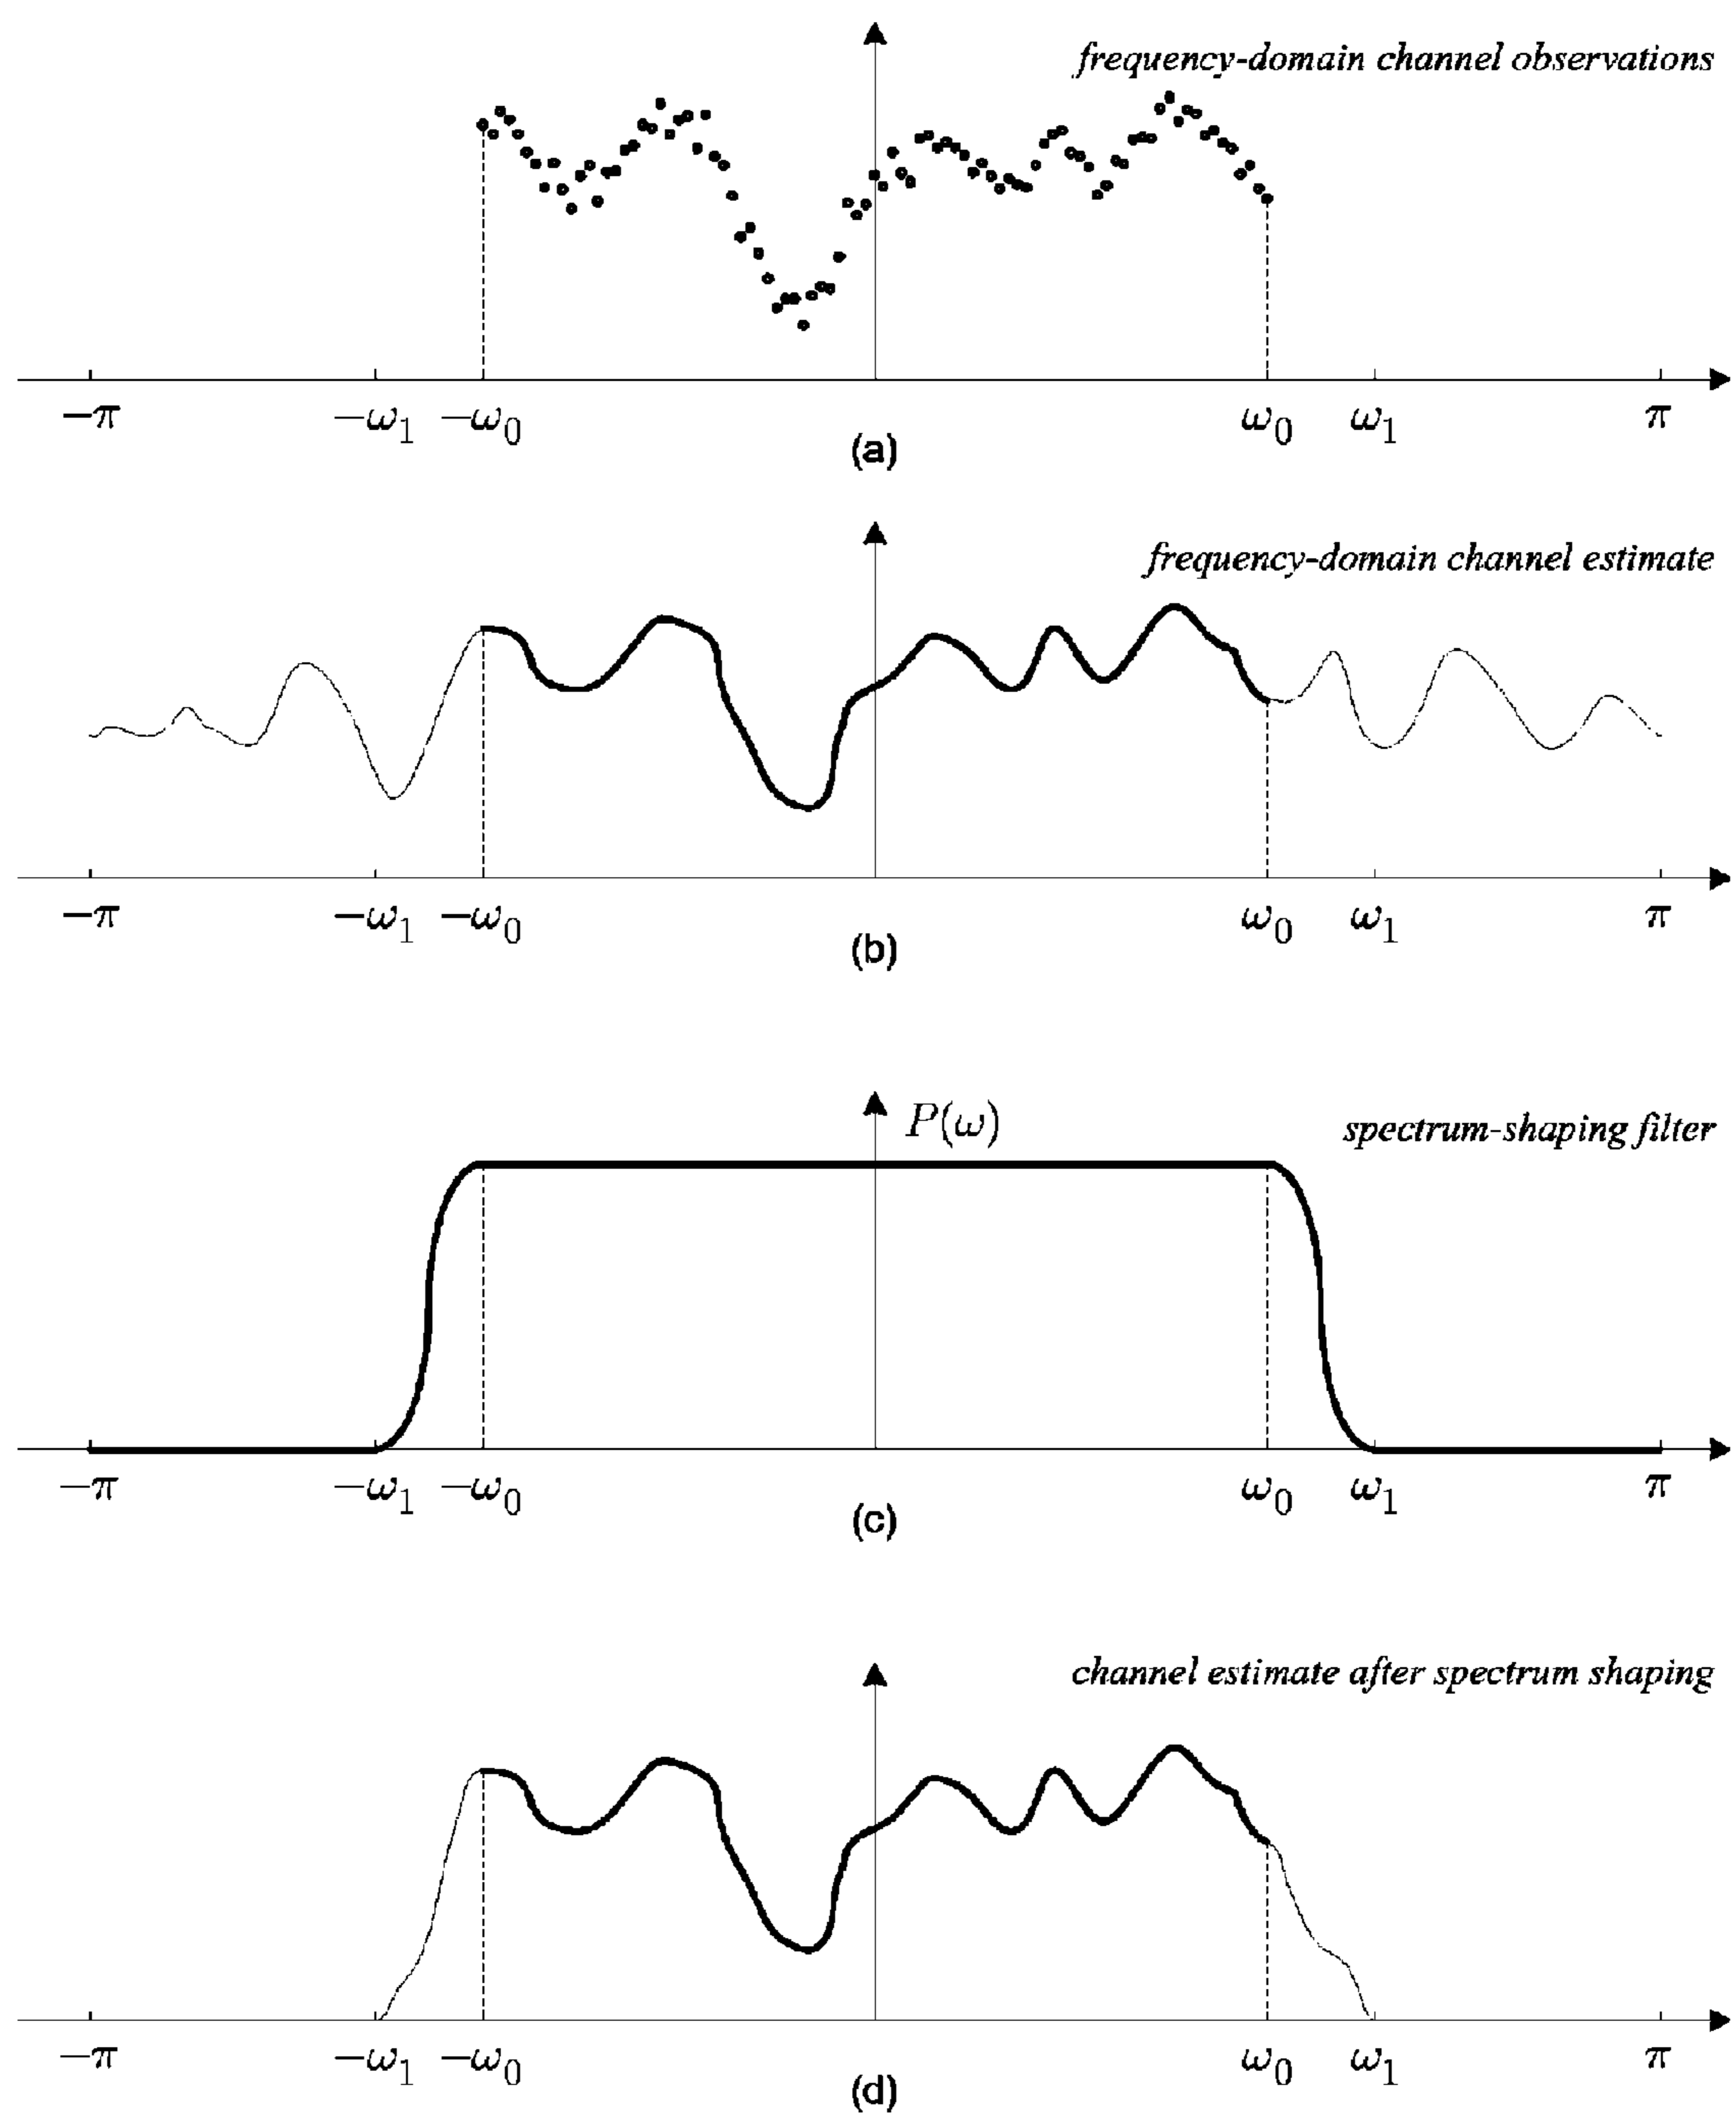 frequency-domain channel observations
−π −ω₁ −ω₀ ω₀ ω₁ π
(a)
frequency-domain channel estimate
−π −ω₁ −ω₀ ω₀ ω₁ π
(b)
P(ω)
spectrum-shaping filter
−π −ω₁ −ω₀ ω₀ ω₁ π
(c)
channel estimate after spectrum shaping
−π −ω₁ −ω₀ ω₀ ω₁ π
(d)